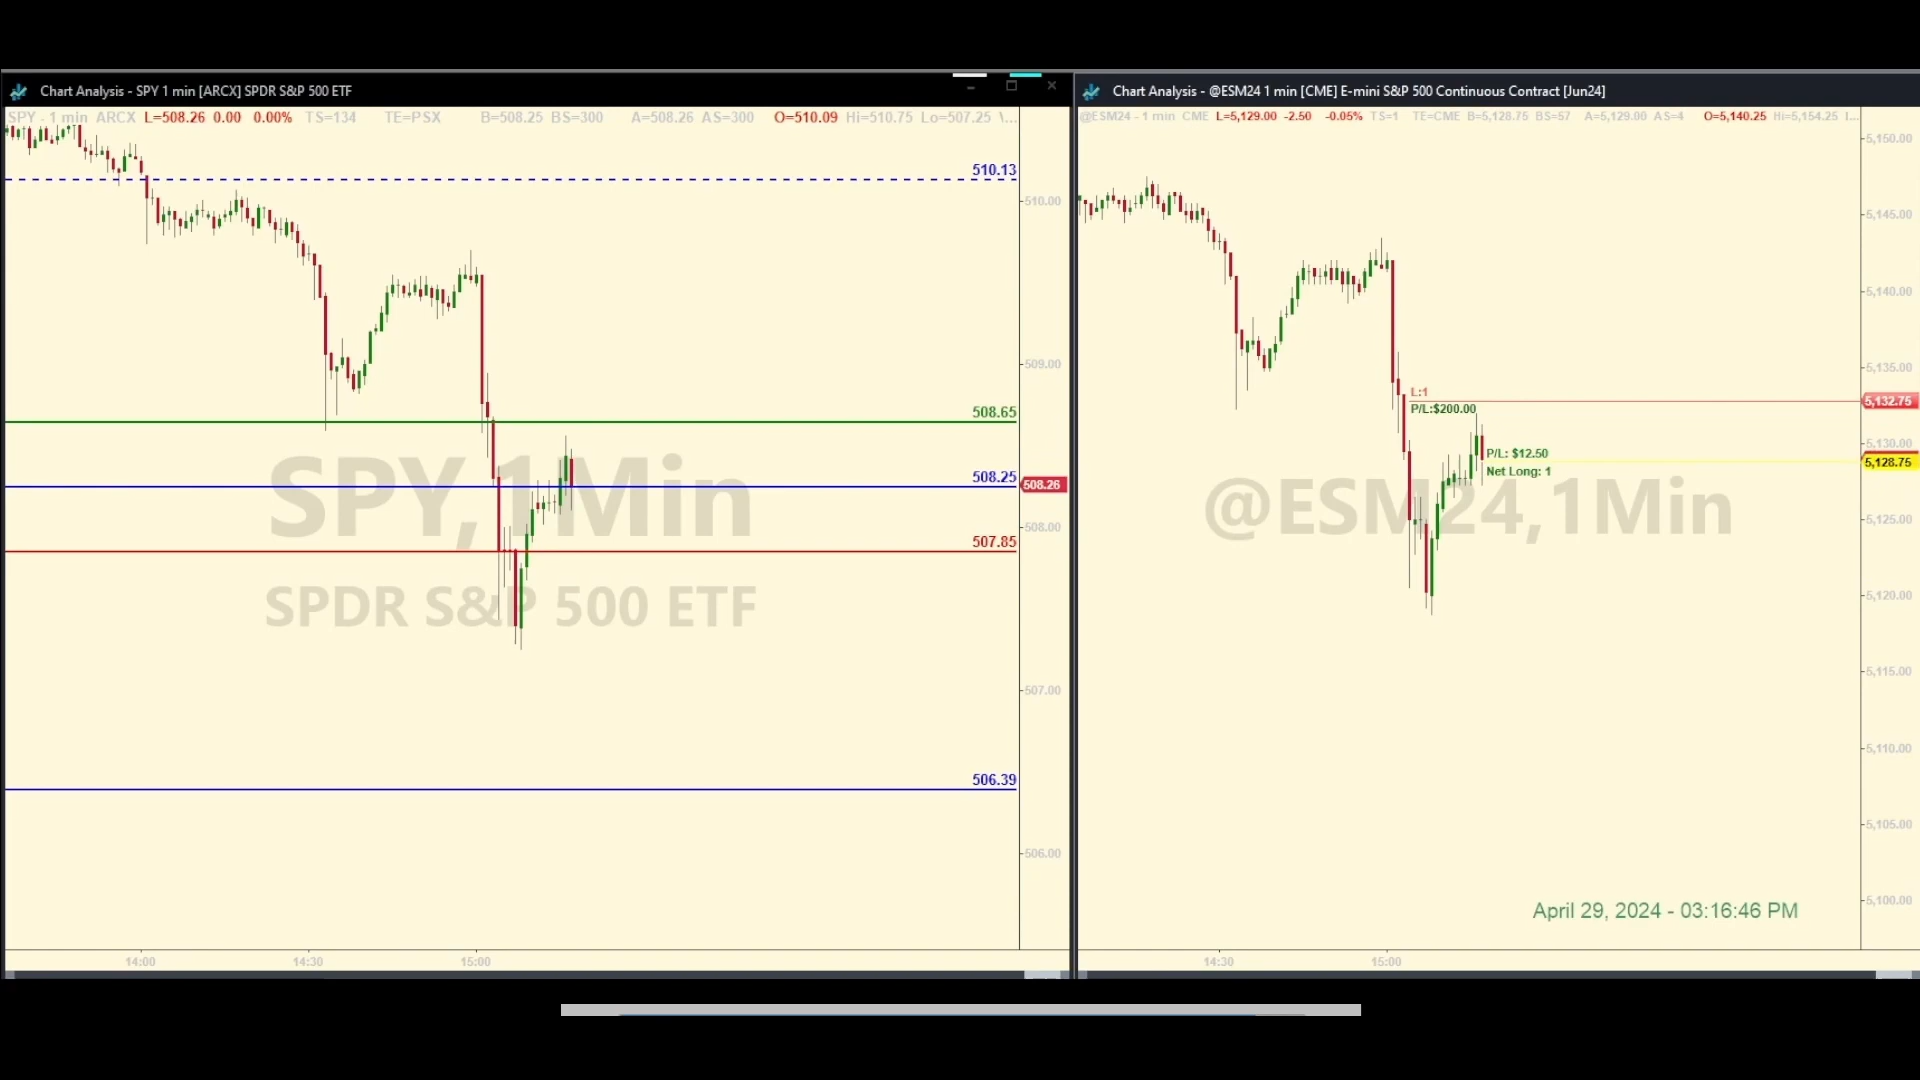 Chart Analysis - SPY 1 min [ARCX] SPDR S&P 500 ETF
SPY - 1 min ARCX L=508.26 0.00 0.00% TS=134 TE=PSX B=508.25 BS=300 A=508.26 AS=300 O=510.09 Hi=510.75 Lo=507.25 \...
510.13
510.00
509.00
508.65
508.25
508.26
508.00
507.85
507.00
506.39
506.00
SPY,1Min
SPDR S&P 500 ETF
14:00 14:30 15:00
Chart Analysis - @ESM24 1 min [CME] E-mini S&P 500 Continuous Contract [Jun24]
@ESM24 - 1 min CME L=5,129.00 -2.50 -0.05% TS=1 TE=CME B=5,128.75 BS=57 A=5,129.00 AS=4 O=5,140.25 Hi=5,154.25 l...
5,150.00
5,145.00
5,140.00
5,135.00
L:1
5,132.75
P/L:$200.00
5,130.00
P/L: $12.50
5,128.75
Net Long: 1
5,125.00
5,120.00
5,115.00
5,110.00
5,105.00
5,100.00
@ESM24,1Min
April 29, 2024 - 03:16:46 PM
14:30 15:00